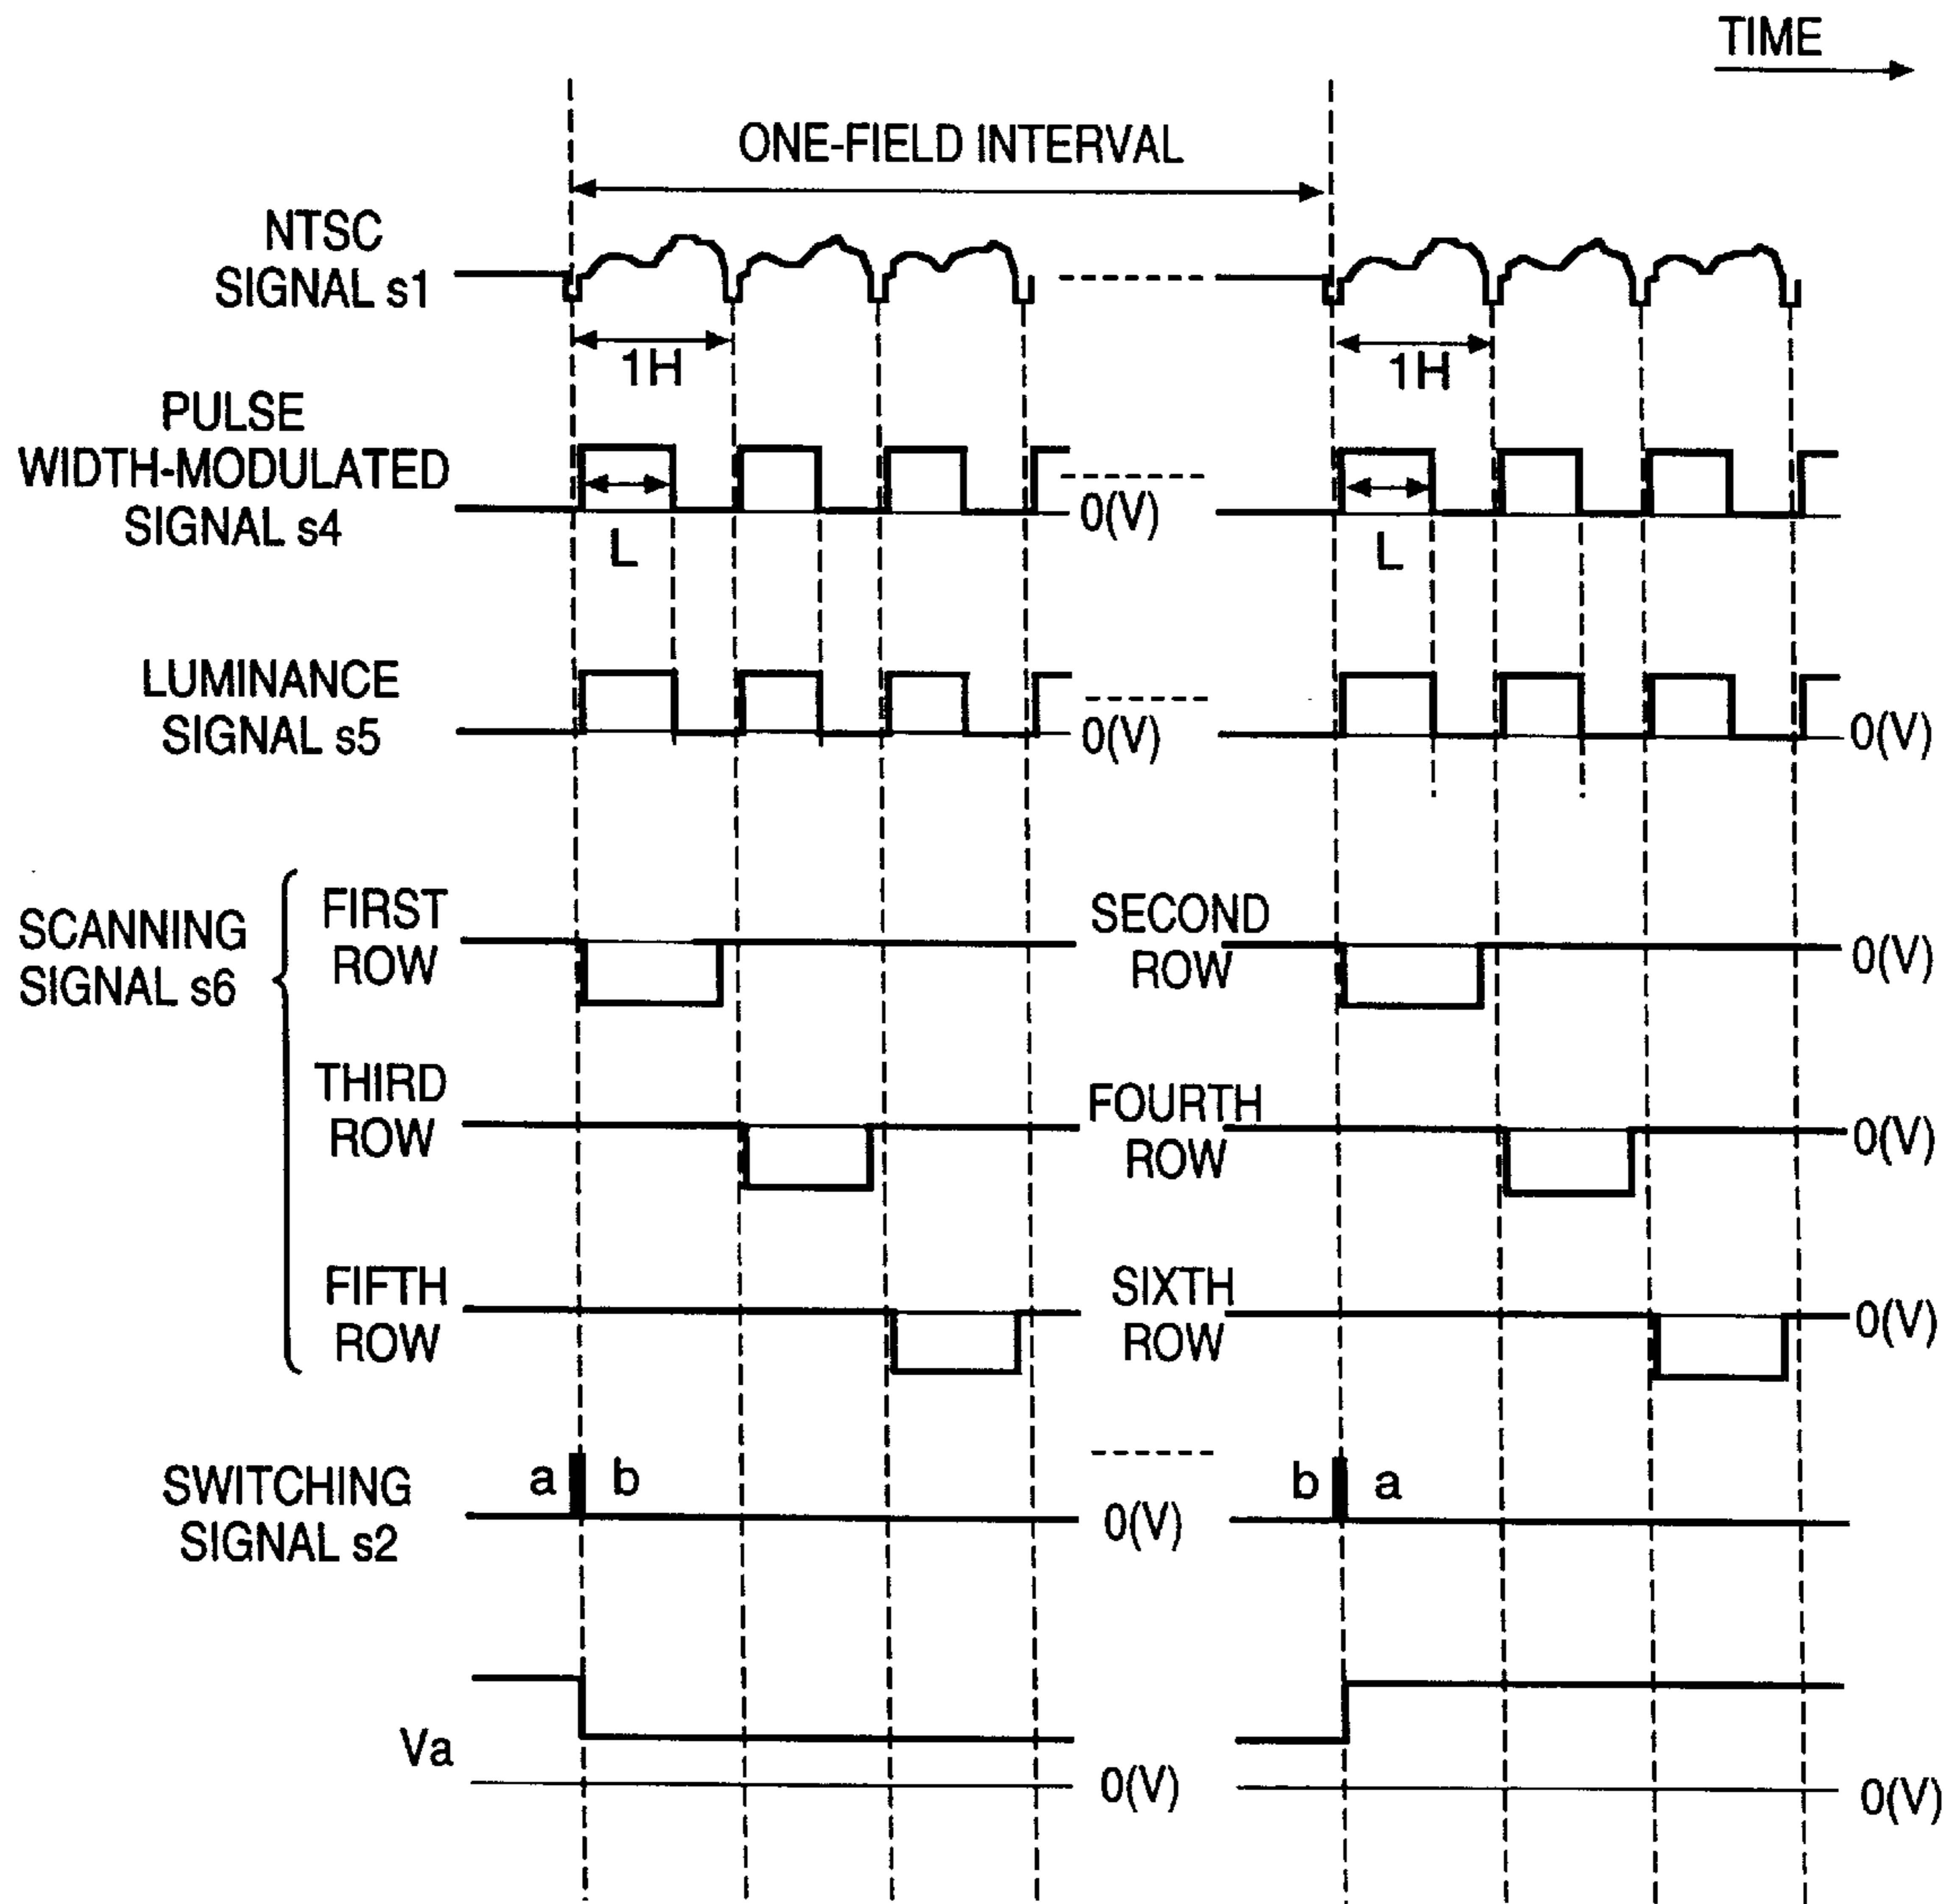 TIME
ONE-FIELD INTERVAL
NTSC
SIGNAL s1
1H
1H
PULSE
WIDTH-MODULATED
SIGNAL s4
L
0(V)
L
LUMINANCE
SIGNAL s5
0(V)
0(V)
SCANNING
SIGNAL s6
FIRST
ROW
SECOND
ROW
0(V)
THIRD
ROW
FOURTH
ROW
0(V)
FIFTH
ROW
SIXTH
ROW
0(V)
SWITCHING
SIGNAL s2
a
b
0(V)
b
a
Va
0(V)
0(V)